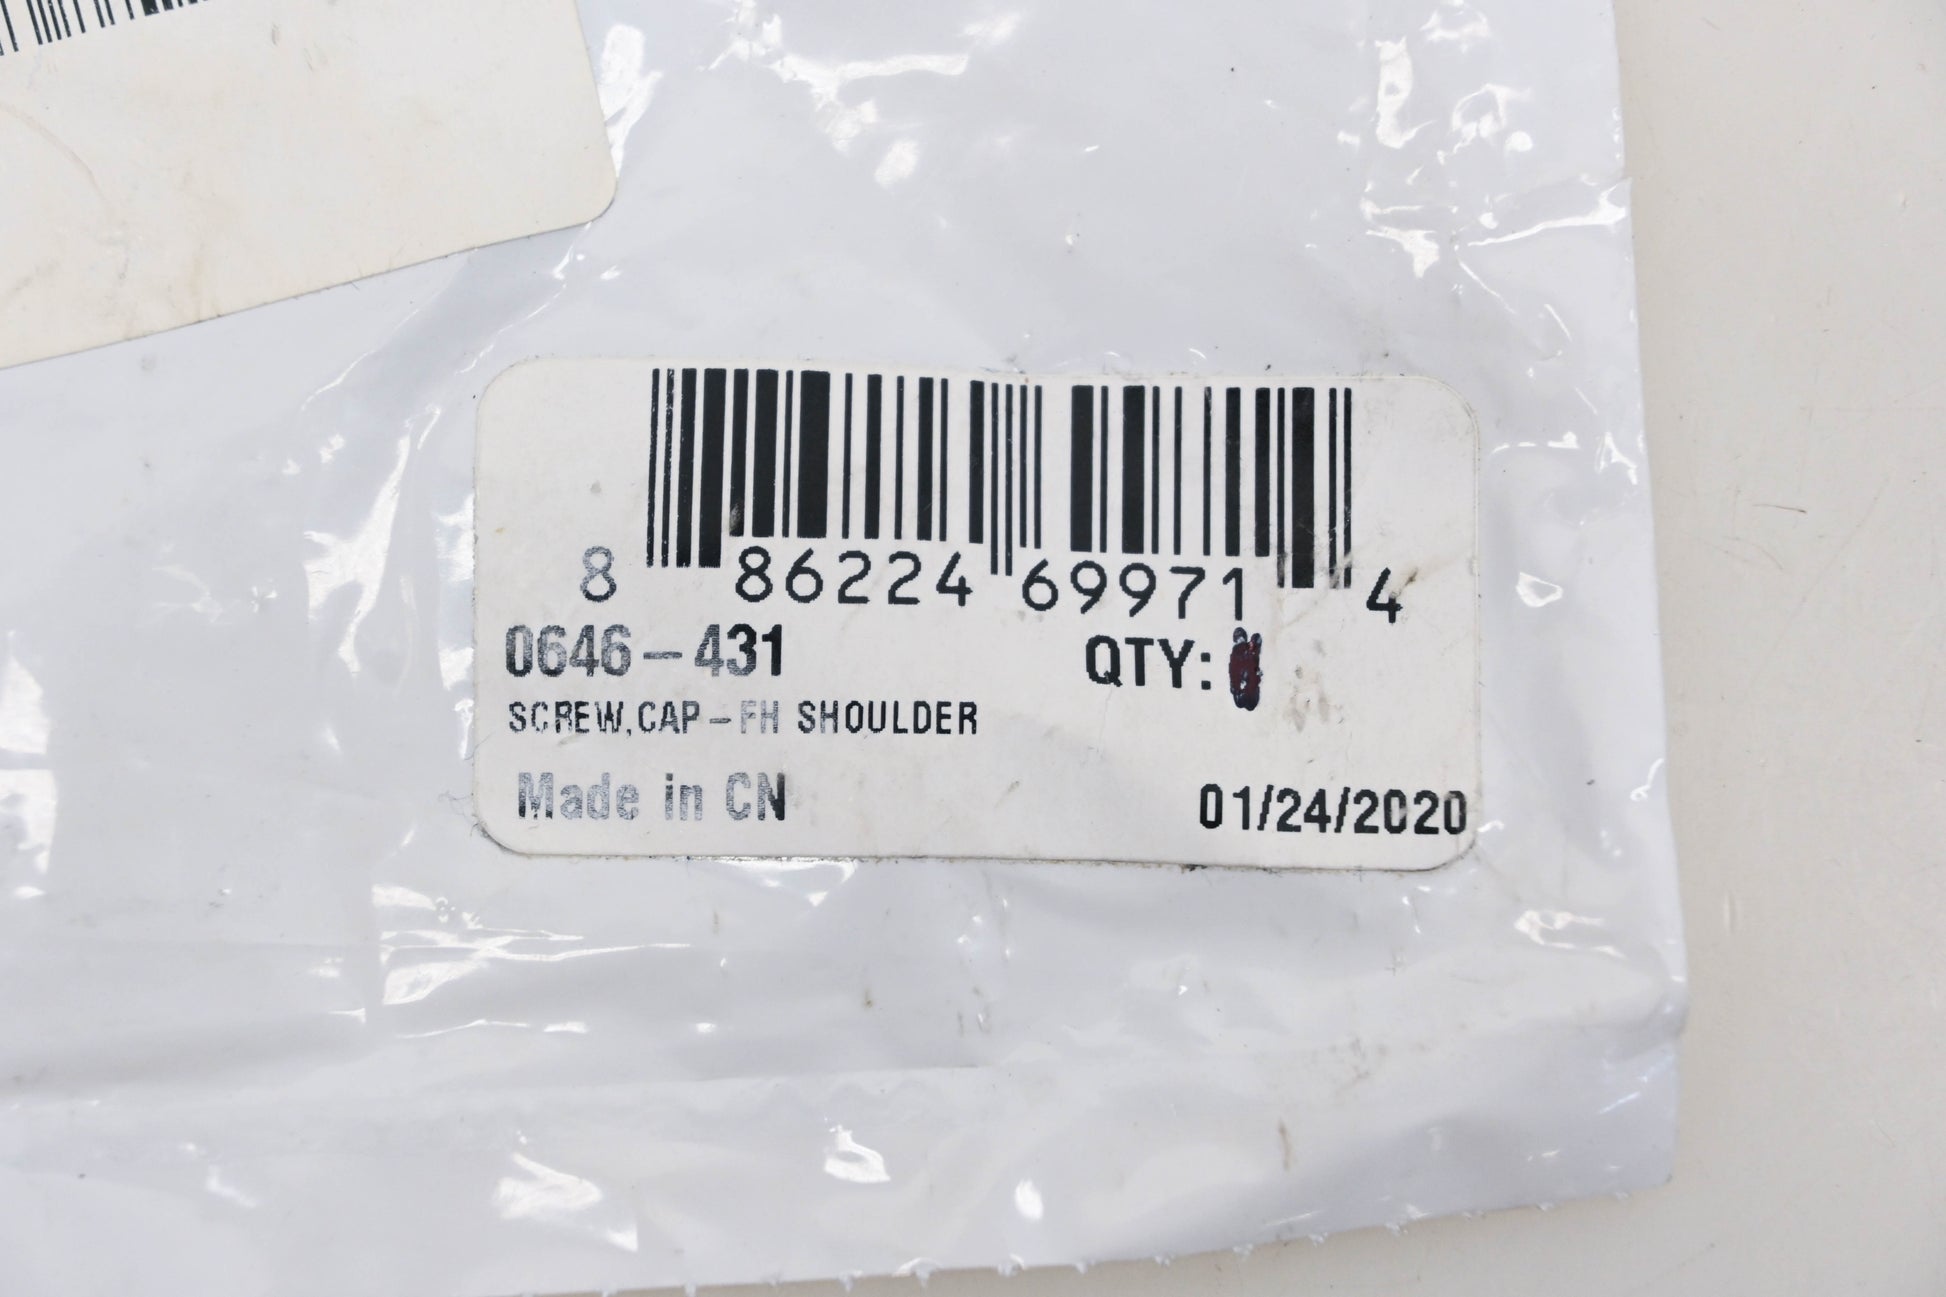 8 86224 69971 4
0646-431 QTY:
SCREW,CAP-FH SHOULDER
Made in CN 01/24/2020